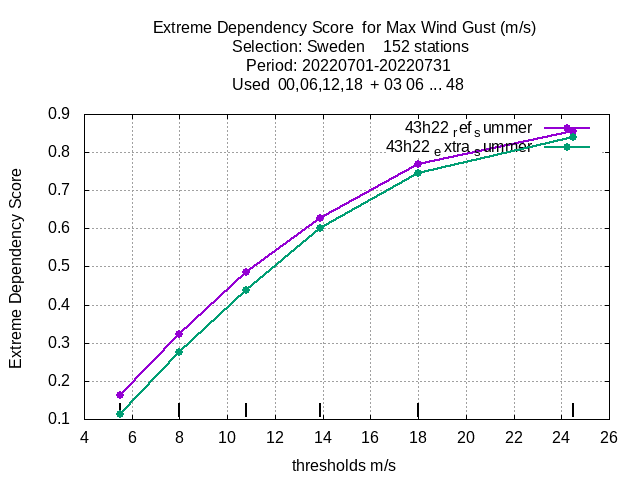 Extreme Dependency Score  for Max Wind Gust (m/s)
Selection: Sweden    152 stations
Period: 20220701-20220731
Used  00,06,12,18  + 03 06 ... 48
43h22 ref summer
43h22 extra summer
0.9
0.8
0.7
0.6
0.5
0.4
0.3
0.2
0.1
Extreme Dependency Score
4 6 8 10 12 14 16 18 20 22 24 26
thresholds m/s